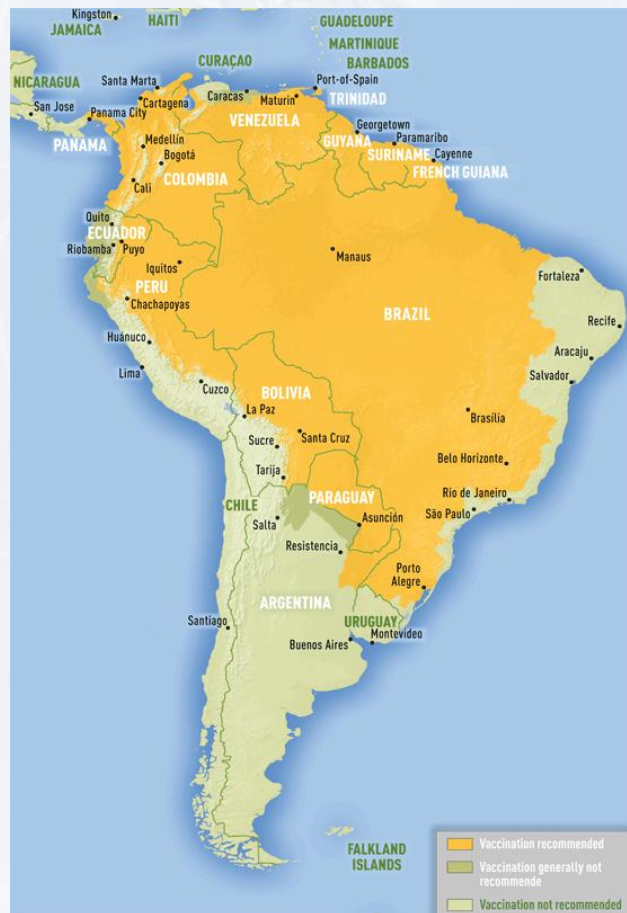 Kingston
JAMAICA
HAITI
GUADELOUPE
MARTINIQUE
BARBADOS
CURAÇAO
NICARAGUA
Santa Marta
Port-of-Spain
Caracas
Maturin
TRINIDAD
San Jose
Cartagena
Panama City
VENEZUELA
Georgetown
PANAMA
Medellín
GUYANA
Paramaribo
Bogotá
SURINAME
Cayenne
COLOMBIA
FRENCH GUIANA
Cali
Quito
ECUADOR
Riobamba
Puyo
Manaus
Iquitos
Fortaleza
PERU
Chachapoyas
BRAZIL
Recife
Huánuco
Aracaju
Lima
Cuzco
BOLIVIA
Salvador
La Paz
Brasília
Santa Cruz
Sucre
Belo Horizonte
Tarija
PARAGUAY
Rio de Janeiro
CHILE
São Paulo
Salta
Asunción
Resistencia
Porto
Alegre
ARGENTINA
Santiago
URUGUAY
Buenos Aires
Montevideo
FALKLAND
ISLANDS
Vaccination recommended
Vaccination generally not
recommende
Vaccination not recommended